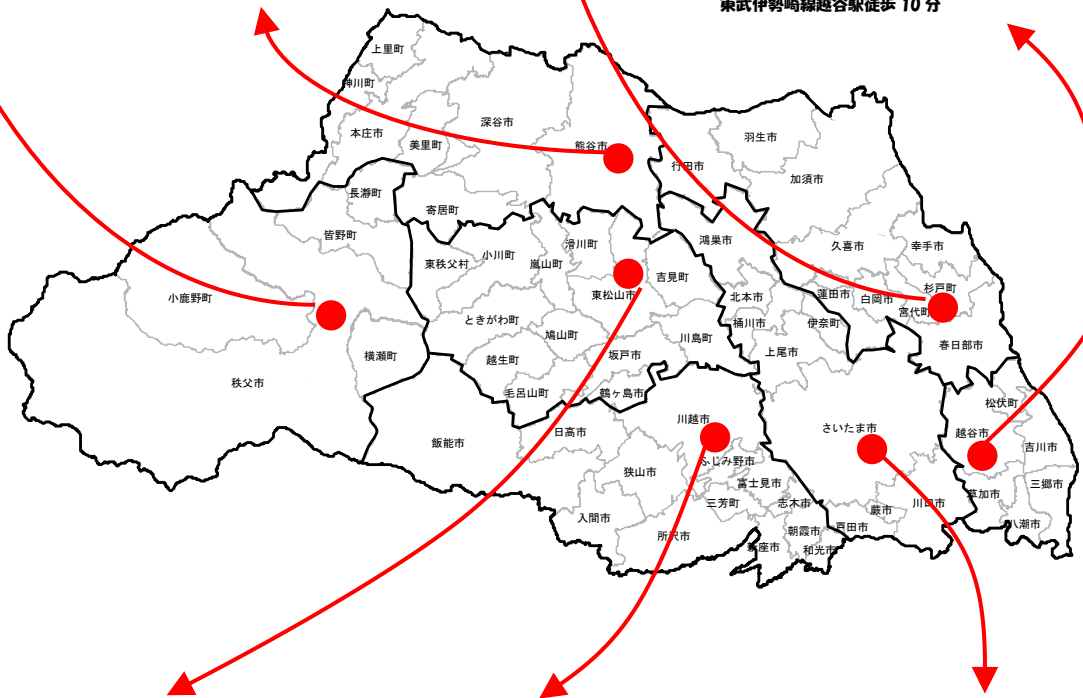 東武伊勢崎線越谷駅徒歩 10 分
上里町
神川町
本庄市
美里町
深谷市
熊谷市
行田市
羽生市
加須市
長瀞町
皆野町
寄居町
小鹿野町
秩父市
横瀬町
東秩父村
小川町
嵐山町
滑川町
東松山市
吉見町
ときがわ町
鳩山町
川島町
越生町
坂戸市
毛呂山町
鶴ヶ島市
鴻巣市
北本市
桶川市
上尾市
伊奈町
蓮田市
白岡市
久喜市
幸手市
杉戸町
宮代町
春日部市
飯能市
日高市
川越市
狭山市
ふじみ野市
富士見市
三芳町
志木市
入間市
所沢市
新座市
朝霞市
和光市
さいたま市
川口市
蕨市
戸田市
松伏町
越谷市
吉川市
草加市
三郷市
八潮市